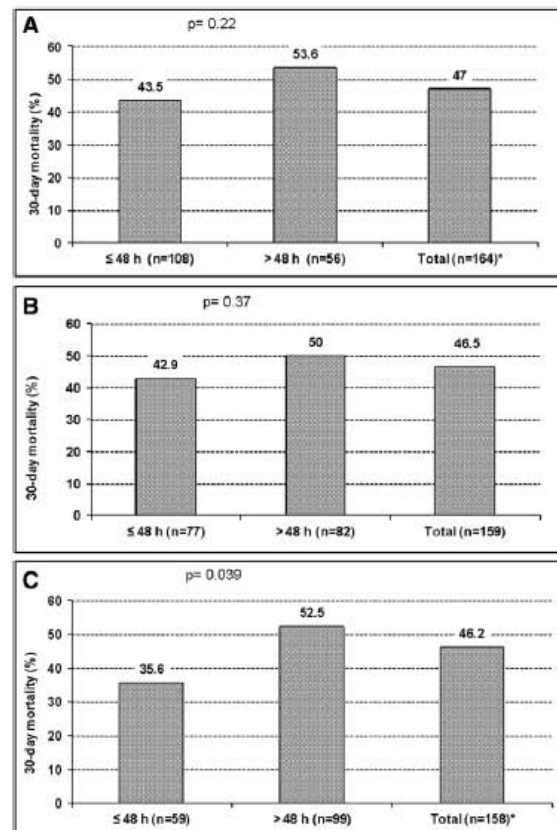 A
p= 0.22
30-day mortality (%)
60
50
40
30
20
10
0
43.5
53.6
47
≤ 48 h (n=108)
> 48 h (n=56)
Total (n=164)*
B
p= 0.37
30-day mortality (%)
60
50
40
30
20
10
0
42.9
50
46.5
≤ 48 h (n=77)
> 48 h (n=82)
Total (n=159)
C
p= 0.039
30-day mortality (%)
60
50
40
30
20
10
0
35.6
52.5
46.2
≤ 48 h (n=59)
> 48 h (n=99)
Total (n=158)*